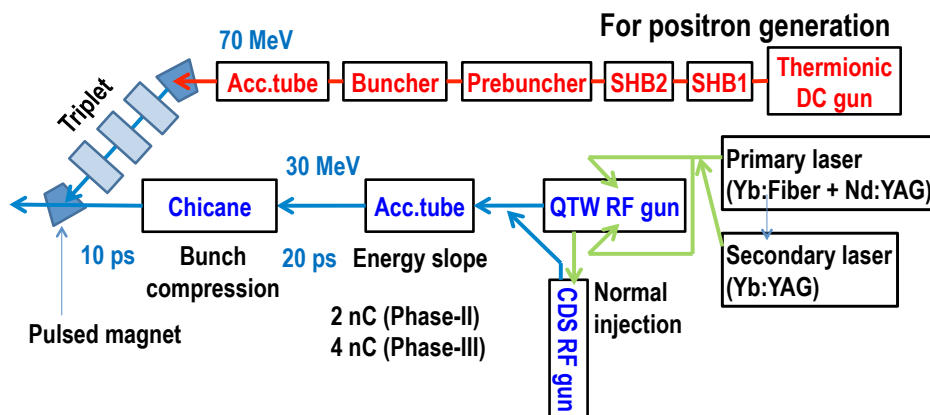 For positron generation
70 MeV
Acc.tube
Buncher
Prebuncher
SHB2
SHB1
Thermionic
DC gun
Triplet
30 MeV
Primary laser
(Yb:Fiber + Nd:YAG)
Chicane
Acc.tube
QTW RF gun
10 ps
Bunch
compression
20 ps
Energy slope
Secondary laser
(Yb:YAG)
CDS RF gun
Normal
injection
Pulsed magnet
2 nC (Phase-II)
4 nC (Phase-III)